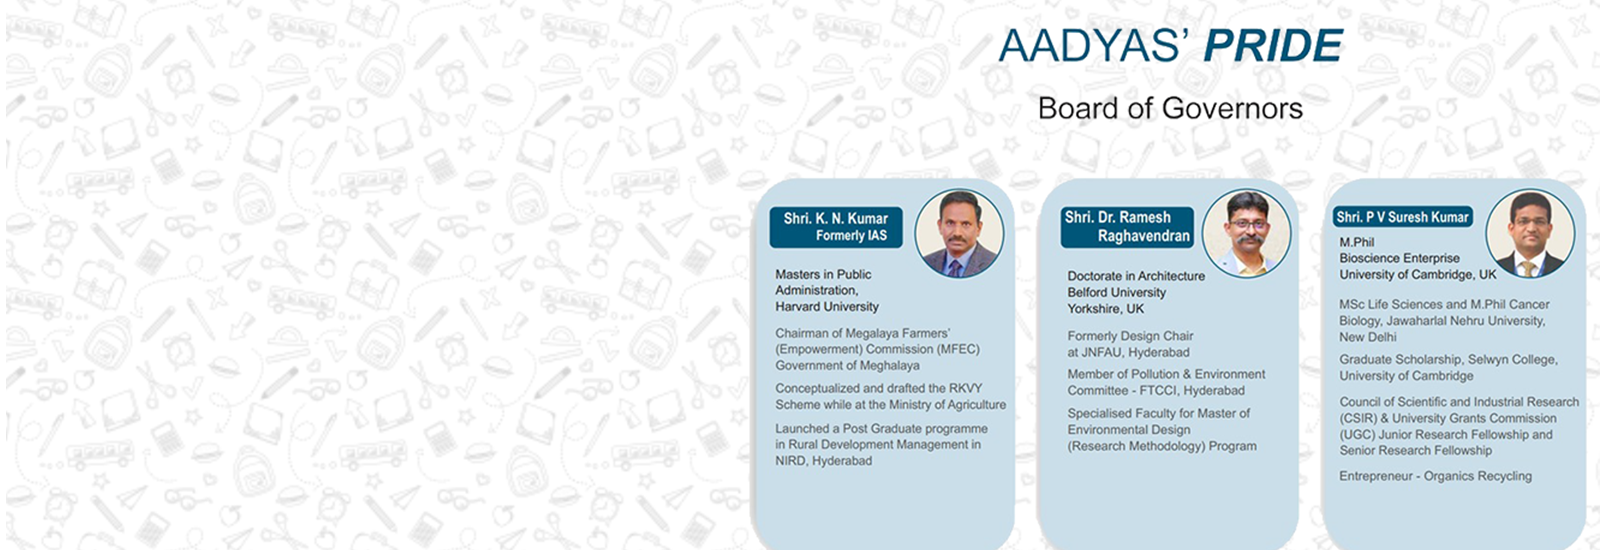 AADYAS’ PRIDE
Board of Governors
Shri. K. N. Kumar
Formerly IAS
Masters in Public
Administration,
Harvard University
Chairman of Megalaya Farmers’
(Empowerment) Commission (MFEC)
Government of Meghalaya
Conceptualized and drafted the RKVY
Scheme while at the Ministry of Agriculture
Launched a Post Graduate programme
in Rural Development Management in
NIRD, Hyderabad
Shri. Dr. Ramesh
Raghavendran
Doctorate in Architecture
Belford University
Yorkshire, UK
Formerly Design Chair
at JNFAU, Hyderabad
Member of Pollution & Environment
Committee - FTCCI, Hyderabad
Specialised Faculty for Master of
Environmental Design
(Research Methodology) Program
Shri. P V Suresh Kumar
M.Phil
Bioscience Enterprise
University of Cambridge, UK
MSc Life Sciences and M.Phil Cancer
Biology, Jawaharlal Nehru University,
New Delhi
Graduate Scholarship, Selwyn College,
University of Cambridge
Council of Scientific and Industrial Research
(CSIR) & University Grants Commission
(UGC) Junior Research Fellowship and
Senior Research Fellowship
Entrepreneur - Organics Recycling